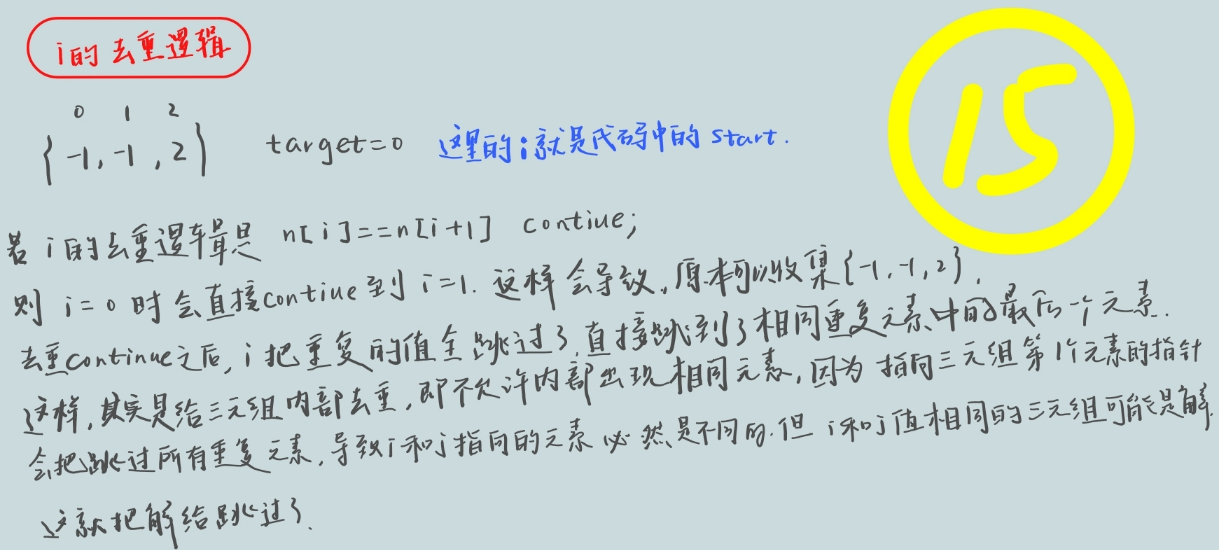 i的去重逻辑
15
0 1 2
{-1,-1,2} target=0 这里的i就是代码中的start.
若i的去重逻辑是 n[i]==n[i+1] contiue;
则 i=0 时会直接contiue到 i=1. 这样会导致,原本可以收集{-1,-1,2},
去重continue之后,i把重复的值全跳过了,直接跳到了相同重复元素中的最后一个元素.
这样,其实是给三元组内部去重,即不允许内部出现相同元素,因为指向三元组第1个元素的指针
会把跳过所有重复元素,导致i和j指向的元素必然是不同的.但 i和j值相同的三元组可能是解.
这就把解给跳过了.